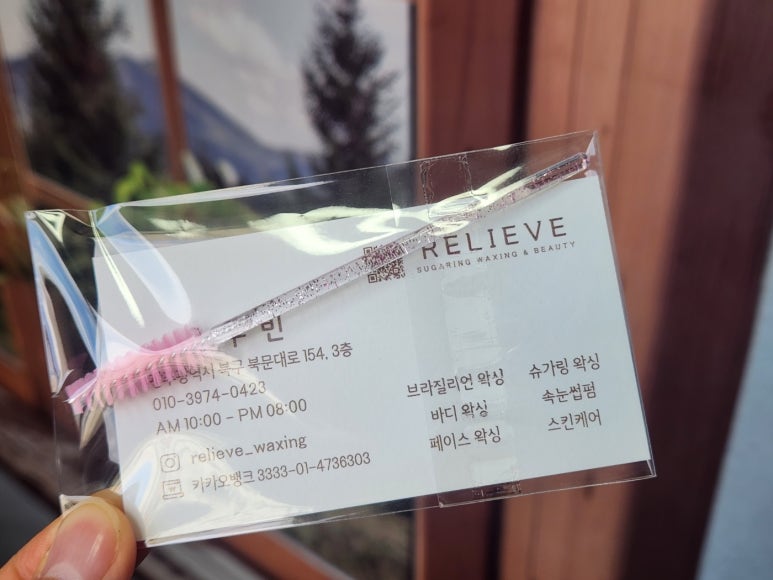 RELIEVE
SUGARING WAXING & BEAUTY
빈
북구 북문대로 154, 3층
010-3974-0423
AM 10:00 - PM 08:00
relieve_waxing
카카오뱅크 3333-01-4736303
브라질리언 왁싱
바디 왁싱
페이스 왁싱
슈가링 왁싱
속눈썹펌
스킨케어